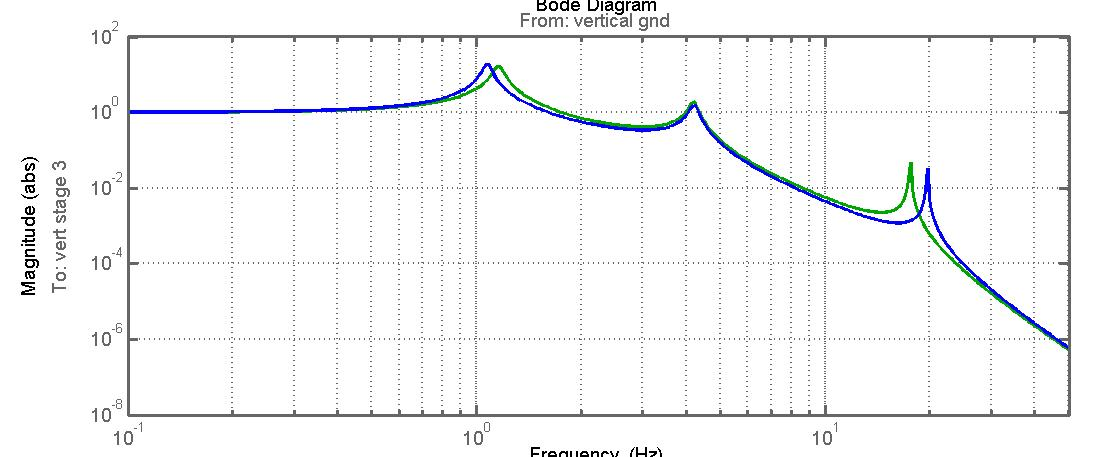 Bode Diagram
From: vertical gnd
Magnitude (abs)
To: vert stage 3
10^2
10^0
10^-2
10^-4
10^-6
10^-8
10^-1
10^0
10^1
Frequency (Hz)